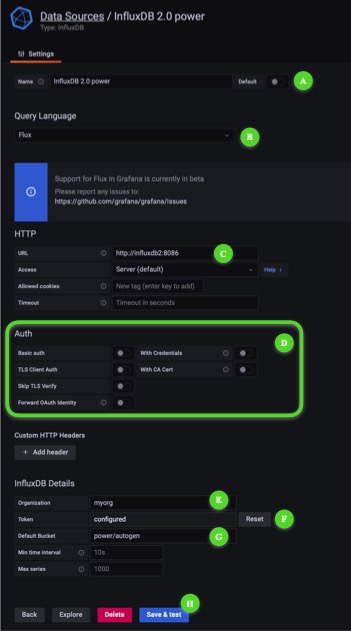 Data Sources / InfluxDB 2.0 power
Type: InfluxDB
Settings
Name InfluxDB 2.0 power Default A
Query Language
Flux B
Support for Flux in Grafana is currently in beta
Please report any issues to:
https://github.com/grafana/grafana/issues
HTTP
URL http://influxdb2:8086 C
Access Server (default) Help >
Allowed cookies New tag (enter key to add)
Timeout Timeout in seconds
Auth D
Basic auth With Credentials
TLS Client Auth With CA Cert
Skip TLS Verify
Forward OAuth Identity
Custom HTTP Headers
+ Add header
InfluxDB Details
Organization myorg E
Token configured Reset F
Default Bucket power/autogen G
Min time interval 10s
Max series 1000
H
Back Explore Delete Save & test